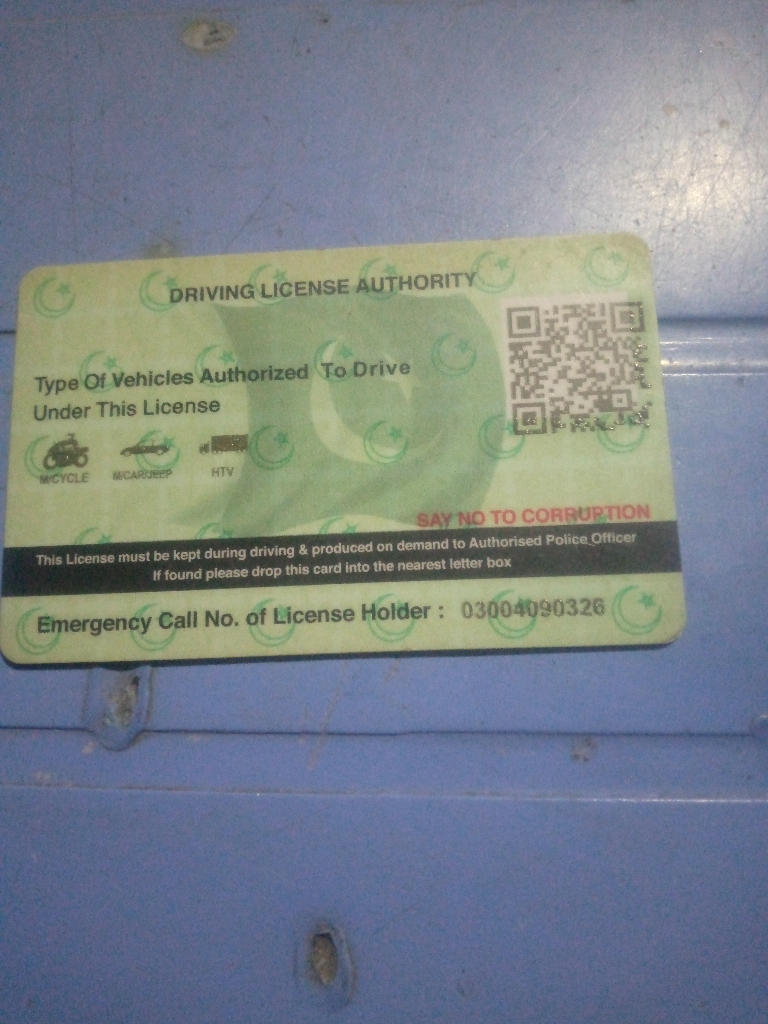 DRIVING LICENSE AUTHORITY
Type Of Vehicles Authorized To Drive
Under This License
M/CYCLE M/CAR/JEEP HTV
SAY NO TO CORRUPTION
This License must be kept during driving & produced on demand to Authorised Police Officer
If found please drop this card into the nearest letter box
Emergency Call No. of License Holder : 03004090326